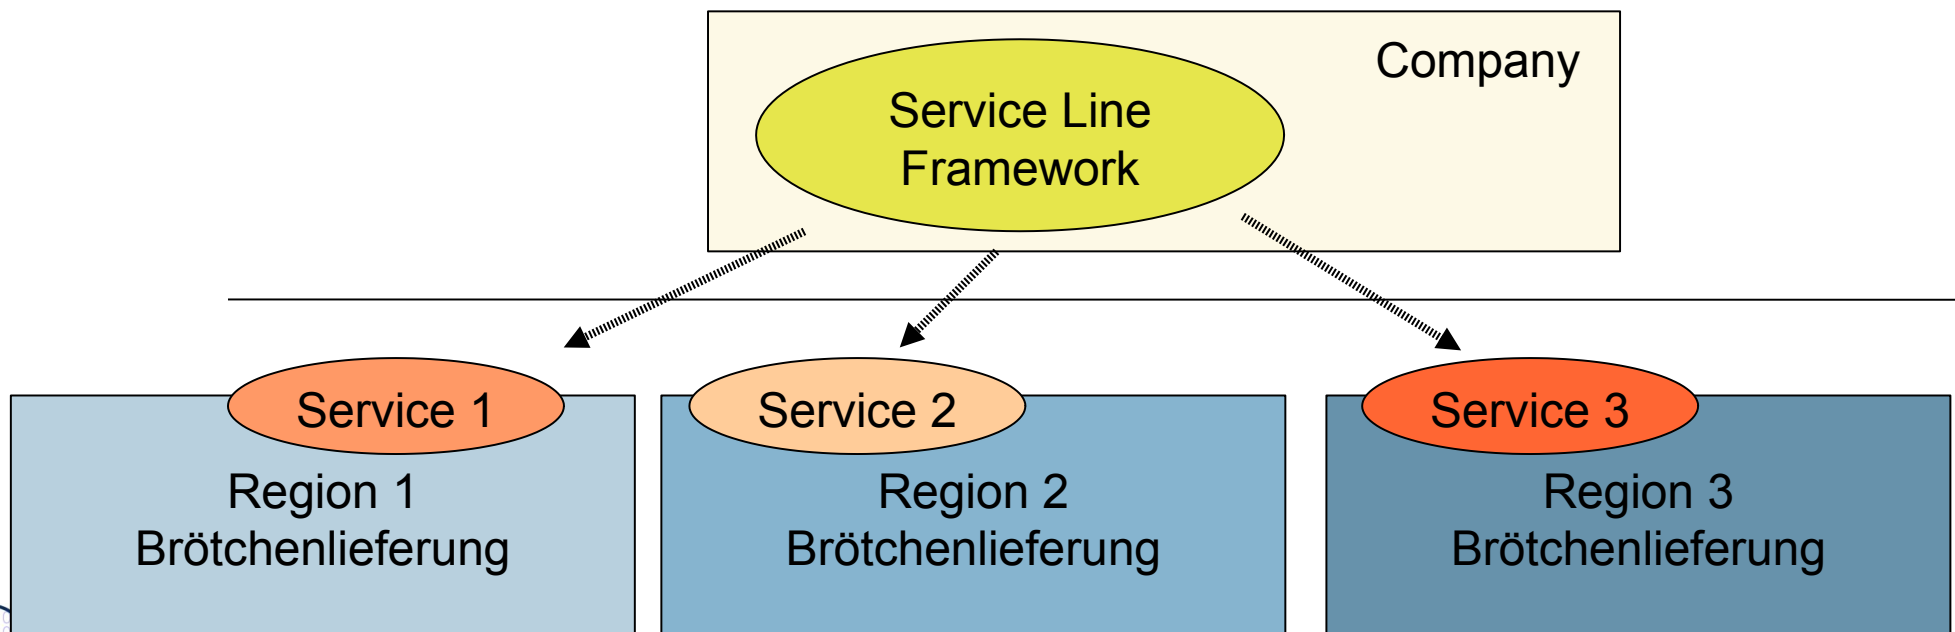 Company
Service Line
Framework
Service 1
Service 2
Service 3
Region 1
Brötchenlieferung
Region 2
Brötchenlieferung
Region 3
Brötchenlieferung